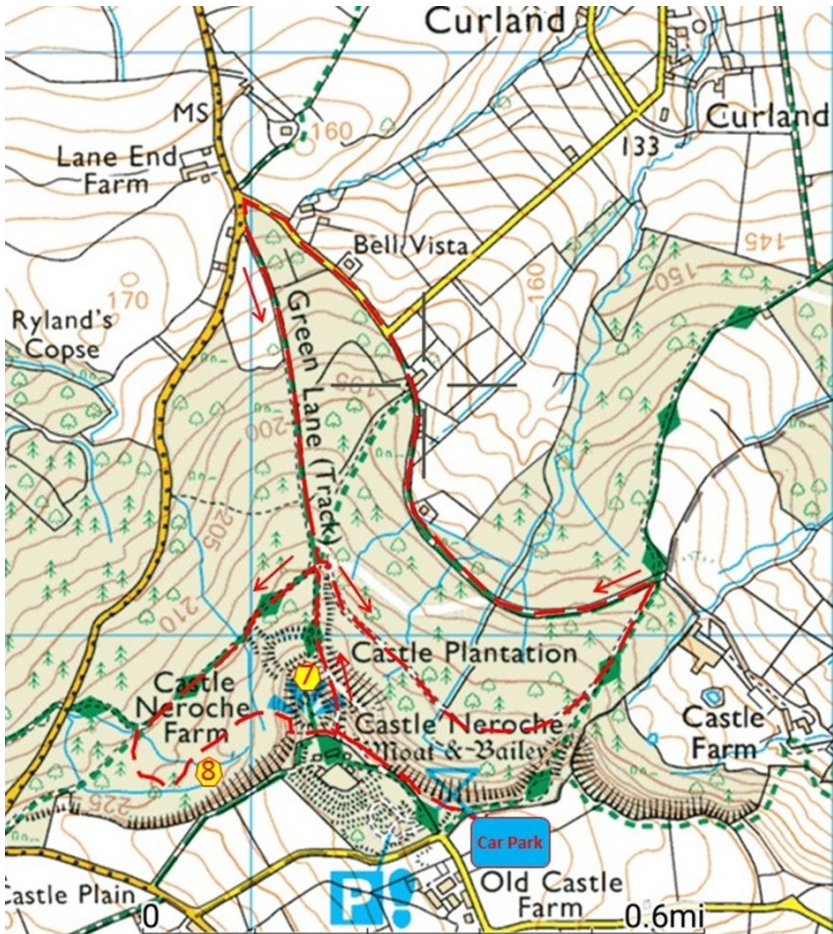 Curland
MS
160
Curland
133
Lane End
Farm
Bell Vista
145
150
160
170
Ryland's
Copse
Green Lane (Track)
195
200
205
210
Castle Plantation
7
Castle
Neroche
Farm
Castle Neroche
Moat & Bailey
Castle
Farm
8
225
Car Park
Castle Plain
P!
Old Castle
Farm
0
0.6mi